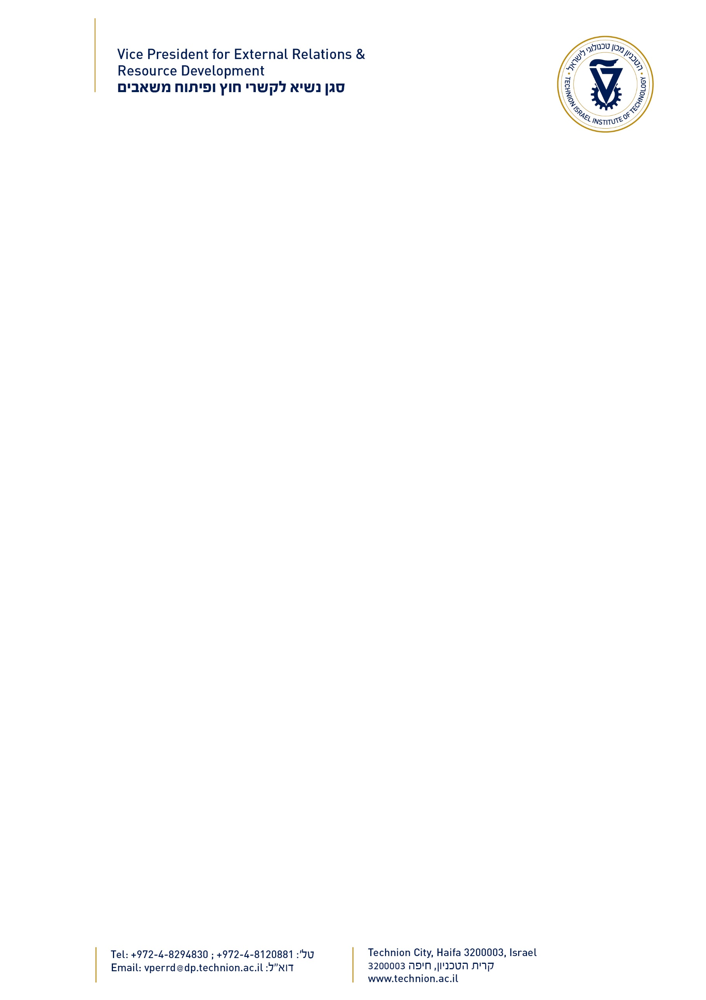 Vice President for External Relations &
Resource Development
סגן נשיא לקשרי חוץ ופיתוח משאבים
הטכניון מכון טכנולוגי לישראל
TECHNION ISRAEL INSTITUTE OF TECHNOLOGY
Tel: +972-4-8294830 ; +972-4-8120881 :'טל
Email: vperrd@dp.technion.ac.il :דוא"ל
Technion City, Haifa 3200003, Israel
קרית הטכניון, חיפה 3200003
www.technion.ac.il